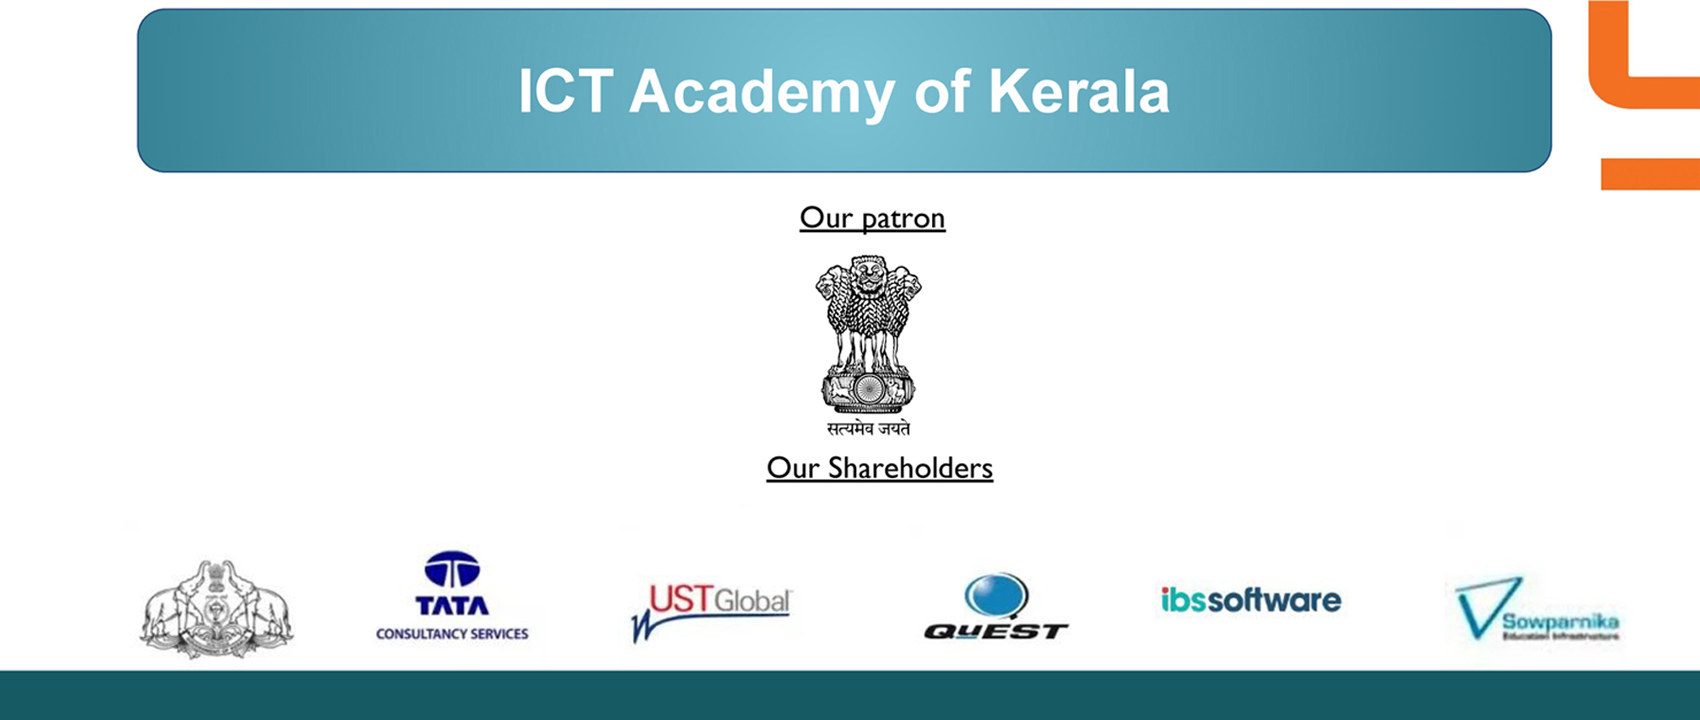 ICT Academy of Kerala
Our patron
सत्यमेव जयते
Our Shareholders
TATA
CONSULTANCY SERVICES
UST Global
QuEST
ibssoftware
Sowparnika
Education Infrastructure